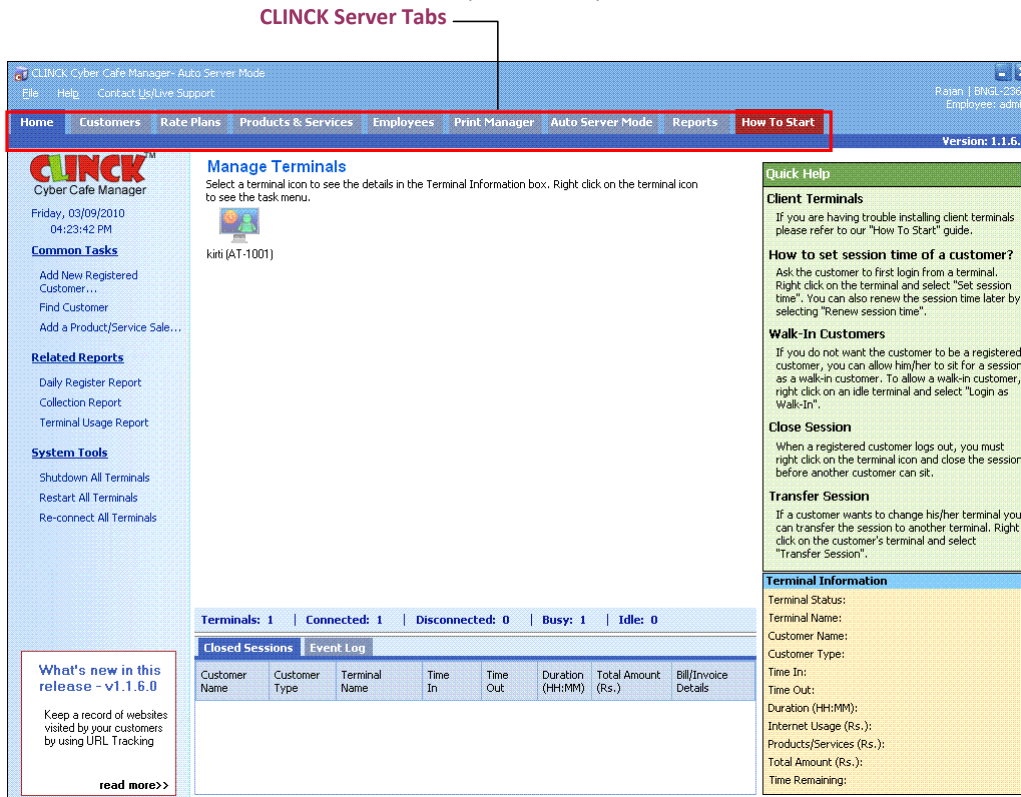 CLINCK Server Tabs
CLINCK Cyber Cafe Manager- Auto Server Mode
File Help Contact Us/Live Support
Rajan | BNGL-236
Employee: admi
Home Customers Rate Plans Products & Services Employees Print Manager Auto Server Mode Reports How To Start
Version: 1.1.6.
CLINCK™
Cyber Cafe Manager
Friday, 03/09/2010
04:23:42 PM
Common Tasks
Add New Registered
Customer...
Find Customer
Add a Product/Service Sale...
Related Reports
Daily Register Report
Collection Report
Terminal Usage Report
System Tools
Shutdown All Terminals
Restart All Terminals
Re-connect All Terminals
What's new in this
release - v1.1.6.0
Keep a record of websites
visited by your customers
by using URL Tracking
read more>>
Manage Terminals
Select a terminal icon to see the details in the Terminal Information box. Right click on the terminal icon
to see the task menu.
kirti (AT-1001)
Terminals: 1 | Connected: 1 | Disconnected: 0 | Busy: 1 | Idle: 0
Closed Sessions Event Log
Customer Name Customer Type Terminal Name Time In Time Out Duration (HH:MM) Total Amount (Rs.) Bill/Invoice Details
Quick Help
Client Terminals
If you are having trouble installing client terminals
please refer to our "How To Start" guide.
How to set session time of a customer?
Ask the customer to first login from a terminal.
Right click on the terminal and select "Set session
time". You can also renew the session time later by
selecting "Renew session time".
Walk-In Customers
If you do not want the customer to be a registered
customer, you can allow him/her to sit for a session
as a walk-in customer. To allow a walk-in customer,
right click on an idle terminal and select "Login as
Walk-In".
Close Session
When a registered customer logs out, you must
right click on the terminal icon and close the session
before another customer can sit.
Transfer Session
If a customer wants to change his/her terminal you
can transfer the session to another terminal. Right
click on the customer's terminal and select
"Transfer Session".
Terminal Information
Terminal Status:
Terminal Name:
Customer Name:
Customer Type:
Time In:
Time Out:
Duration (HH:MM):
Internet Usage (Rs.):
Products/Services (Rs.):
Total Amount (Rs.):
Time Remaining: